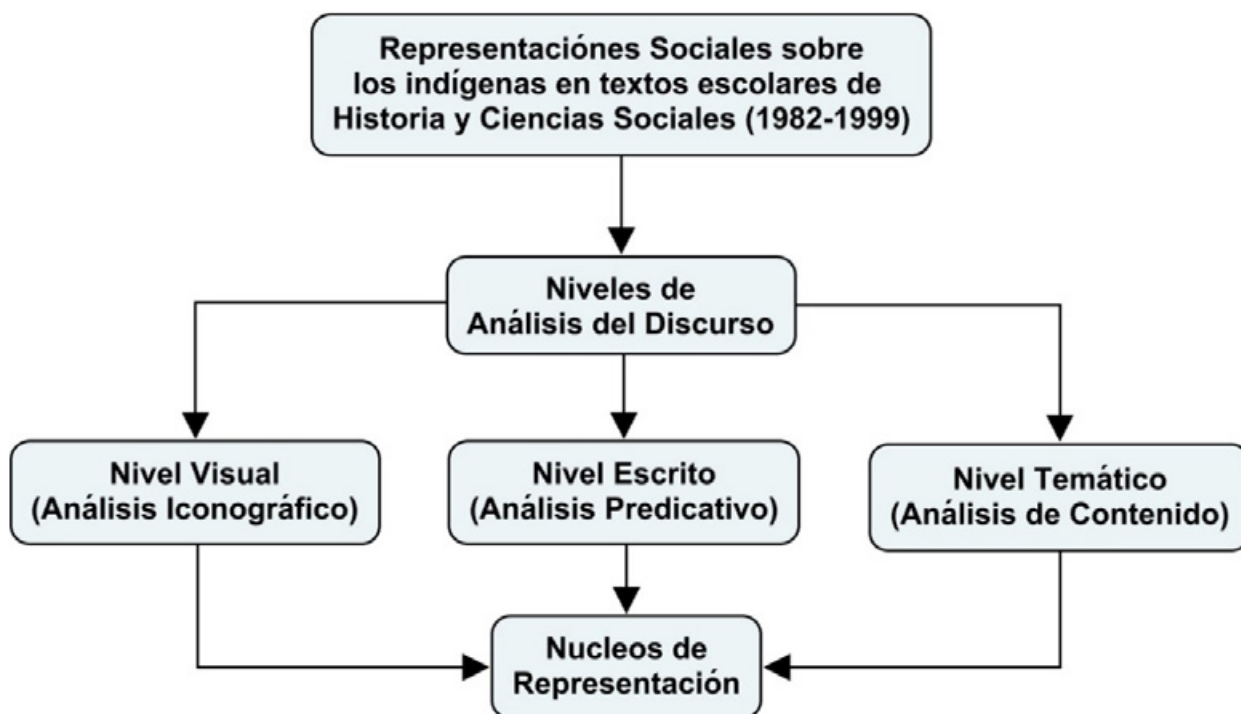 Representaciónes Sociales sobre
los indígenas en textos escolares de
Historia y Ciencias Sociales (1982-1999)
Niveles de
Análisis del Discurso
Nivel Visual
(Análisis Iconográfico)
Nivel Escrito
(Análisis Predicativo)
Nivel Temático
(Análisis de Contenido)
Nucleos de
Representación